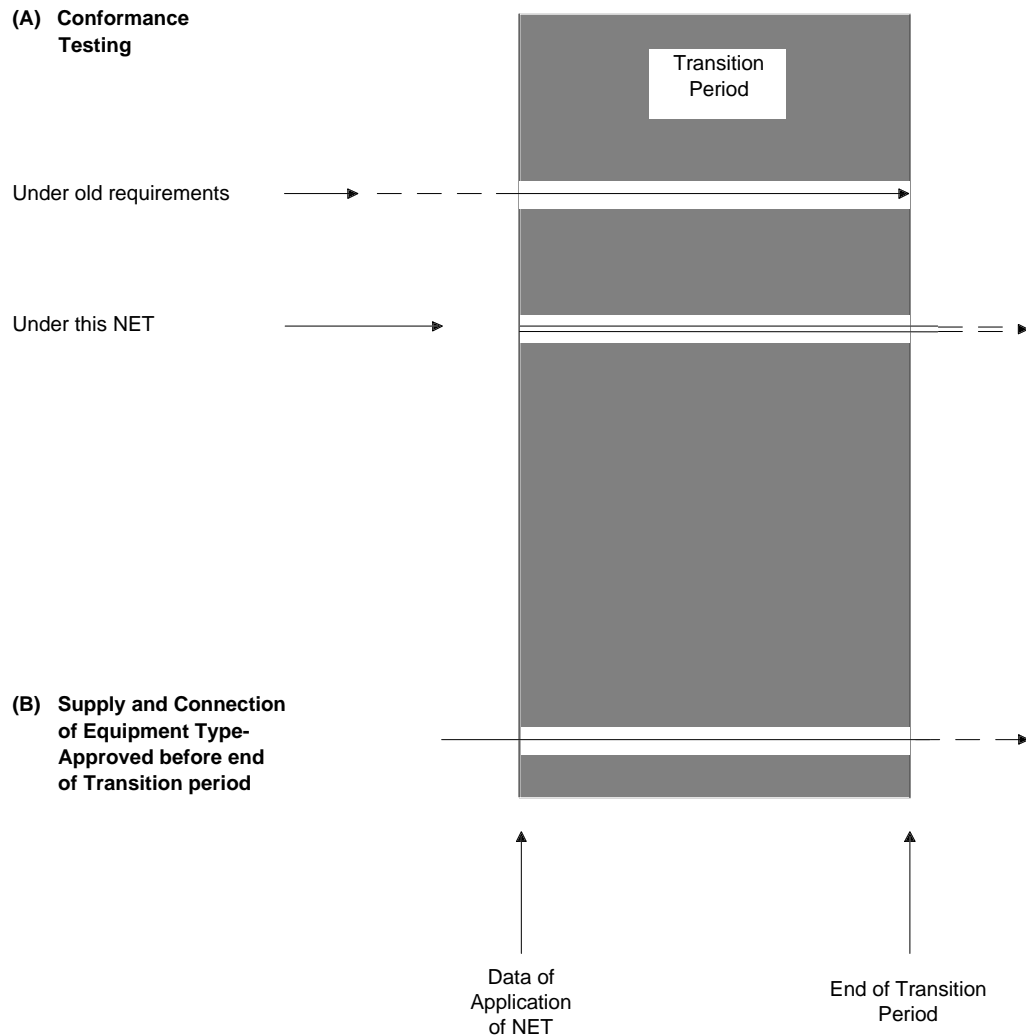 (A) Conformance
Testing
Transition
Period
Under old requirements
Under this NET
(B) Supply and Connection
of Equipment Type-
Approved before end
of Transition period
Data of
Application
of NET
End of Transition
Period